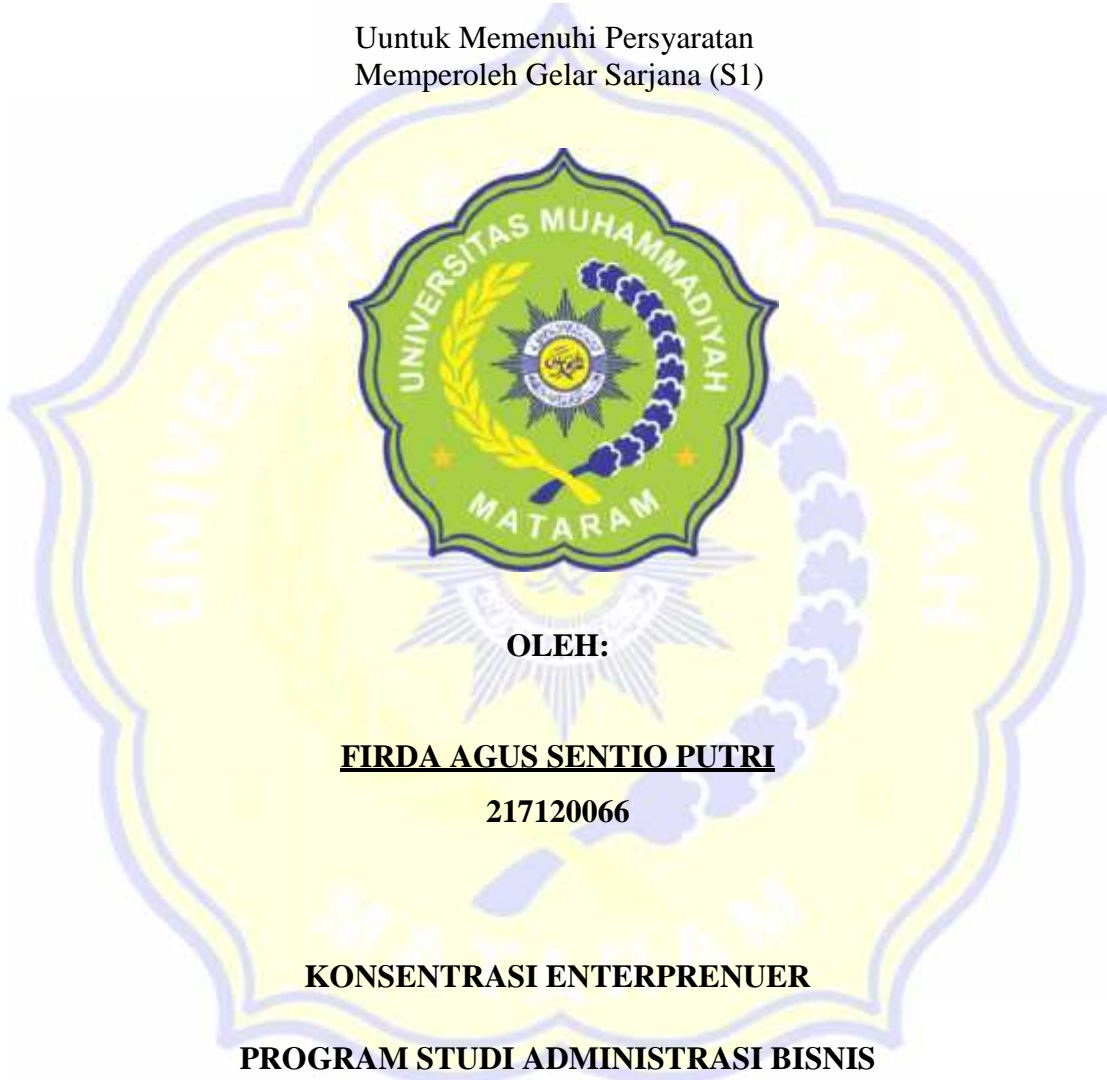 Uuntuk Memenuhi Persyaratan
Memperoleh Gelar Sarjana (S1)
UNIVERSITAS MUHAMMADIYAH
MATARAM
OLEH:
FIRDA AGUS SENTIO PUTRI
217120066
KONSENTRASI ENTERPRENUER
PROGRAM STUDI ADMINISTRASI BISNIS